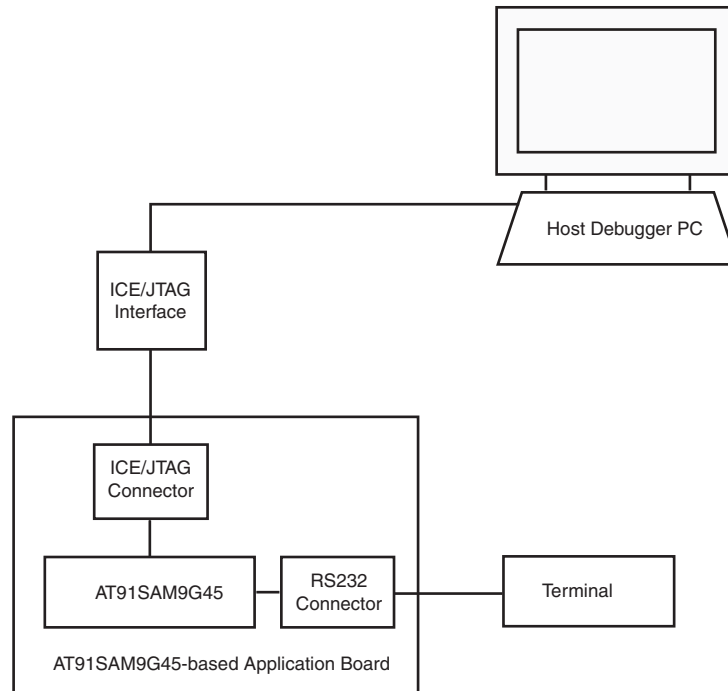 Host Debugger PC
ICE/JTAG
Interface
ICE/JTAG
Connector
AT91SAM9G45
RS232
Connector
Terminal
AT91SAM9G45-based Application Board